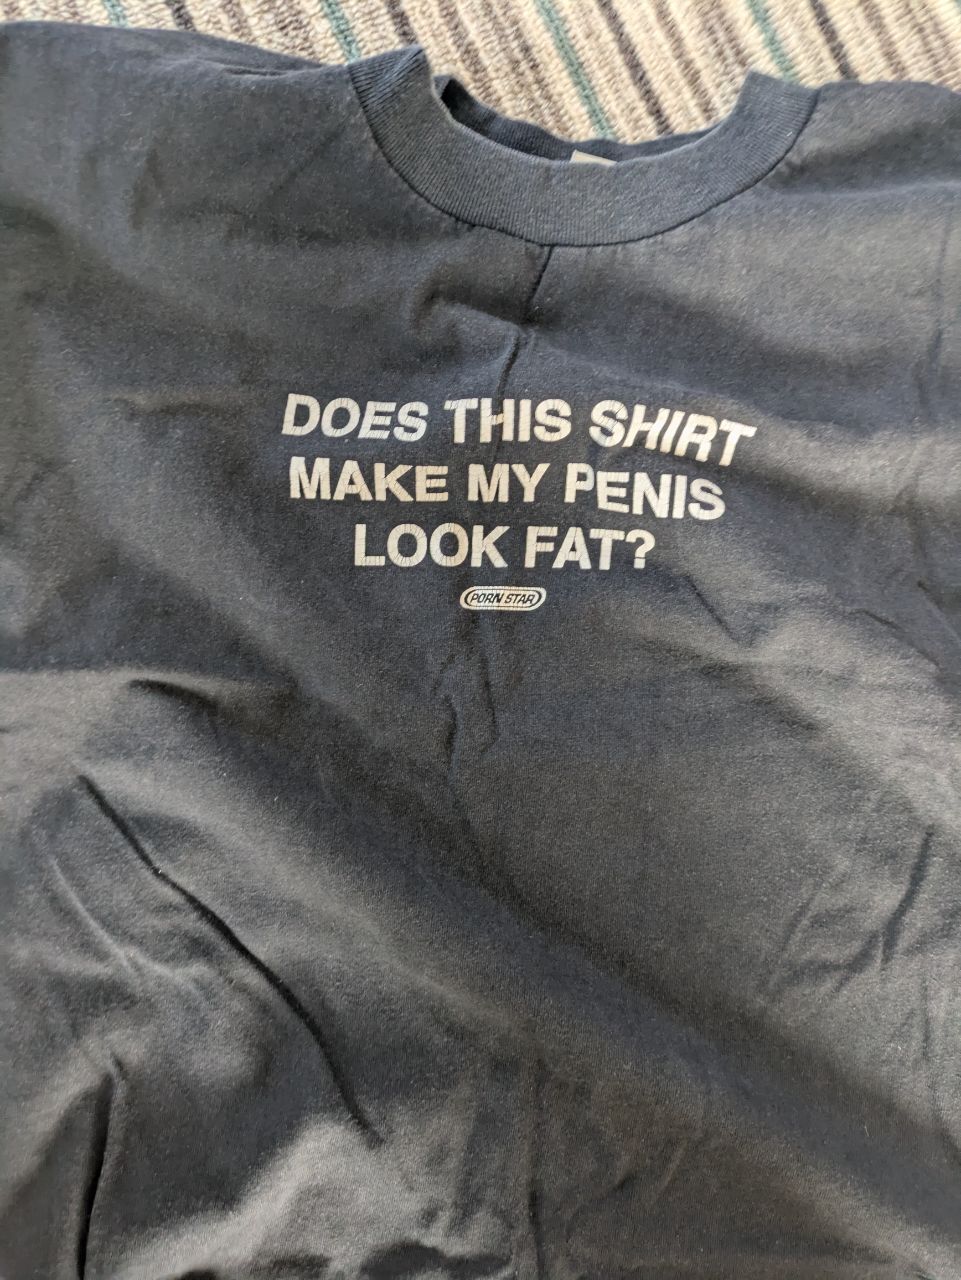 DOES THIS SHIRT
MAKE MY PENIS
LOOK FAT?
PORN STAR